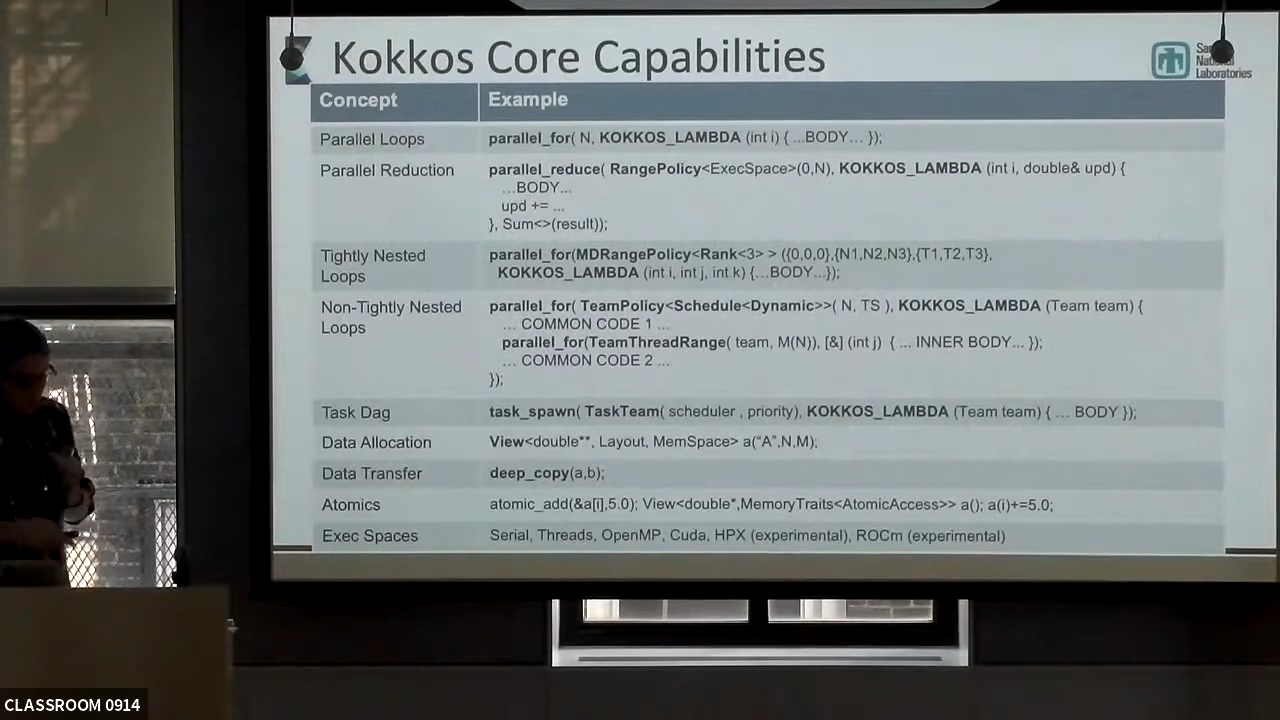 Kokkos Core Capabilities
National
Laboratories
Concept Example
Parallel Loops parallel_for( N, KOKKOS_LAMBDA (int i) { ...BODY... });
Parallel Reduction parallel_reduce( RangePolicy<ExecSpace>(0,N), KOKKOS_LAMBDA (int i, double& upd) {
...BODY...
upd += ...
}, Sum<>(result));
Tightly Nested parallel_for(MDRangePolicy<Rank<3> > ({0,0,0},{N1,N2,N3},{T1,T2,T3},
Loops KOKKOS_LAMBDA (int i, int j, int k) {...BODY...});
Non-Tightly Nested parallel_for( TeamPolicy<Schedule<Dynamic>>( N, TS ), KOKKOS_LAMBDA (Team team) {
Loops ... COMMON CODE 1 ...
parallel_for(TeamThreadRange( team, M(N)), [&] (int j) { ... INNER BODY... });
... COMMON CODE 2 ...
});
Task Dag task_spawn( TaskTeam( scheduler , priority), KOKKOS_LAMBDA (Team team) { ... BODY });
Data Allocation View<double**, Layout, MemSpace> a("A",N,M);
Data Transfer deep_copy(a,b);
Atomics atomic_add(&a[i],5.0); View<double*,MemoryTraits<AtomicAccess>> a(); a(i)+=5.0;
Exec Spaces Serial, Threads, OpenMP, Cuda, HPX (experimental), ROCm (experimental)
CLASSROOM 0914